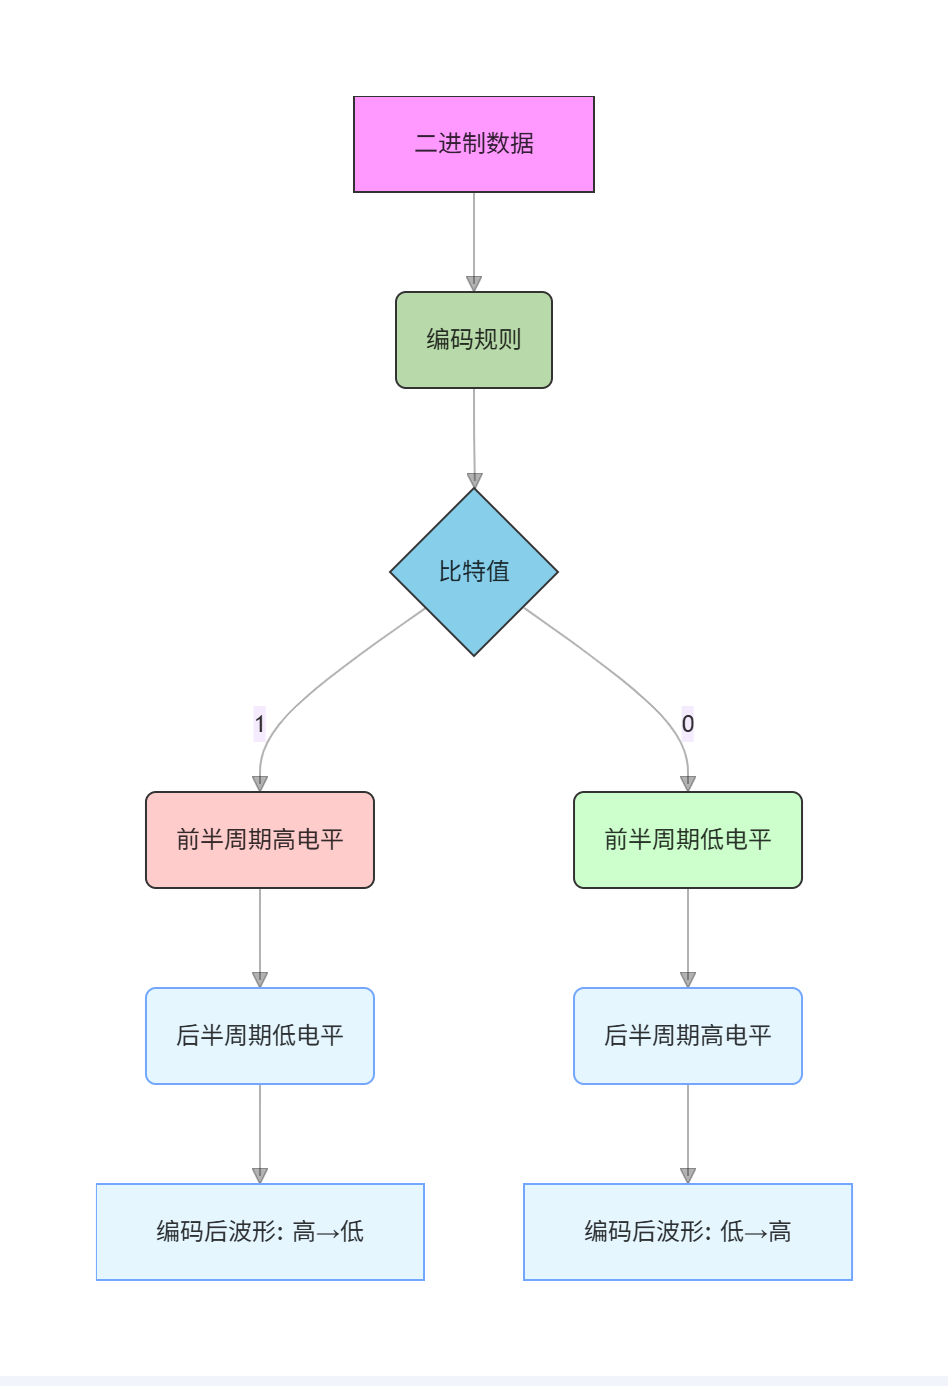 二进制数据
编码规则
比特值
1
0
前半周期高电平
前半周期低电平
后半周期低电平
后半周期高电平
编码后波形: 高→低
编码后波形: 低→高